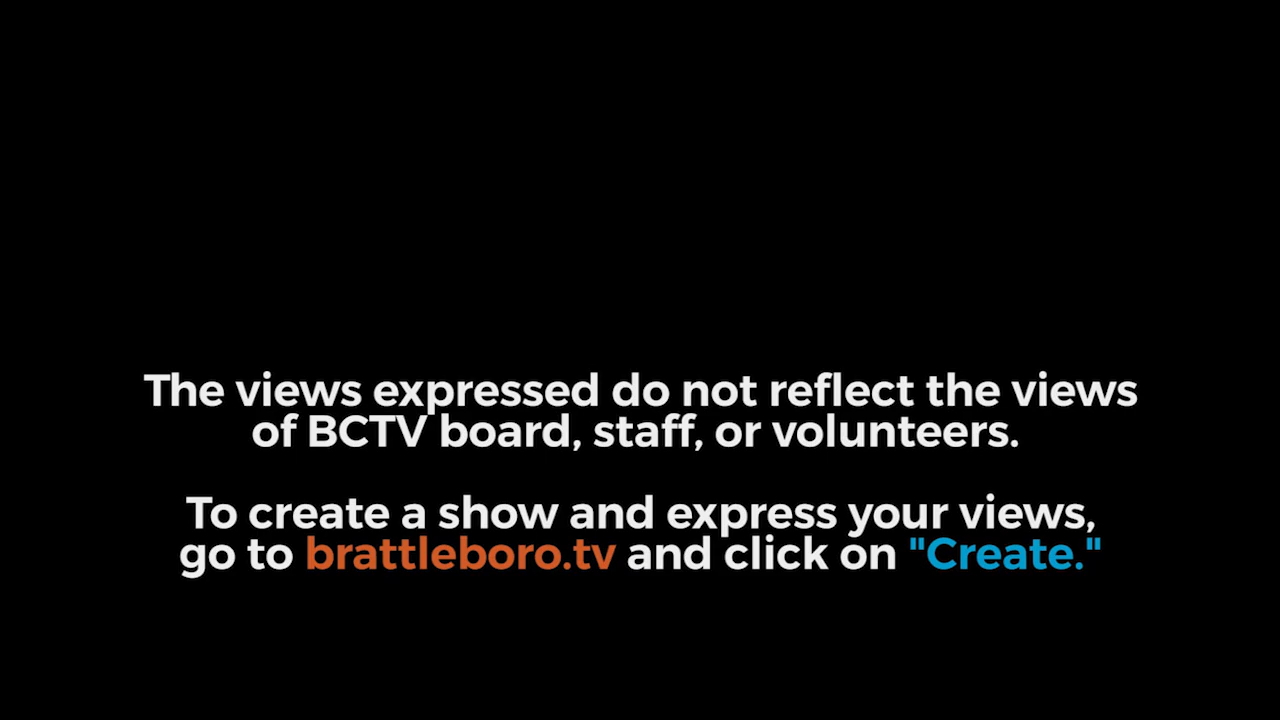 The views expressed do not reflect the views
of BCTV board, staff, or volunteers.
To create a show and express your views,
go to brattleboro.tv and click on "Create."